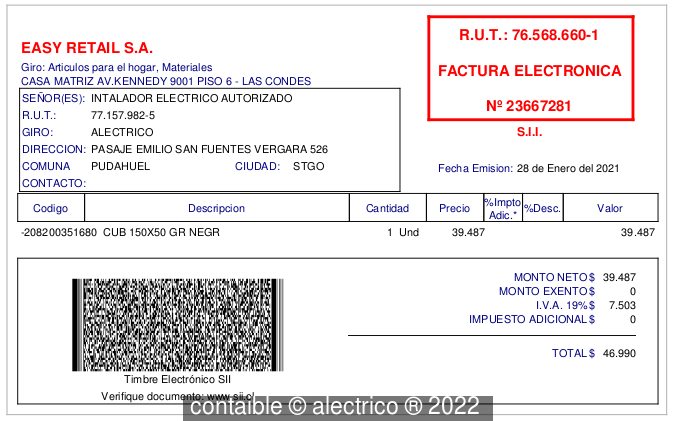 EASY RETAIL S.A.
Giro: Articulos para el hogar, Materiales
CASA MATRIZ AV.KENNEDY 9001 PISO 6 - LAS CONDES
R.U.T.: 76.568.660-1
FACTURA ELECTRONICA
Nº 23667281
S.I.I.
SEÑOR(ES): INTALADOR ELECTRICO AUTORIZADO
R.U.T.: 77.157.982-5
GIRO: ALECTRICO
DIRECCION: PASAJE EMILIO SAN FUENTES VERGARA 526
COMUNA PUDAHUEL CIUDAD: STGO
CONTACTO:
Fecha Emision: 28 de Enero del 2021
Codigo Descripcion Cantidad Precio %Impto Adic.* %Desc. Valor
-208200351680 CUB 150X50 GR NEGR 1 Und 39.487 39.487
MONTO NETO $ 39.487
MONTO EXENTO $ 0
I.V.A. 19% $ 7.503
IMPUESTO ADICIONAL $ 0
TOTAL $ 46.990
Timbre Electrónico SII
Verifique documento: www.sii.cl
contaible © alectrico ® 2022